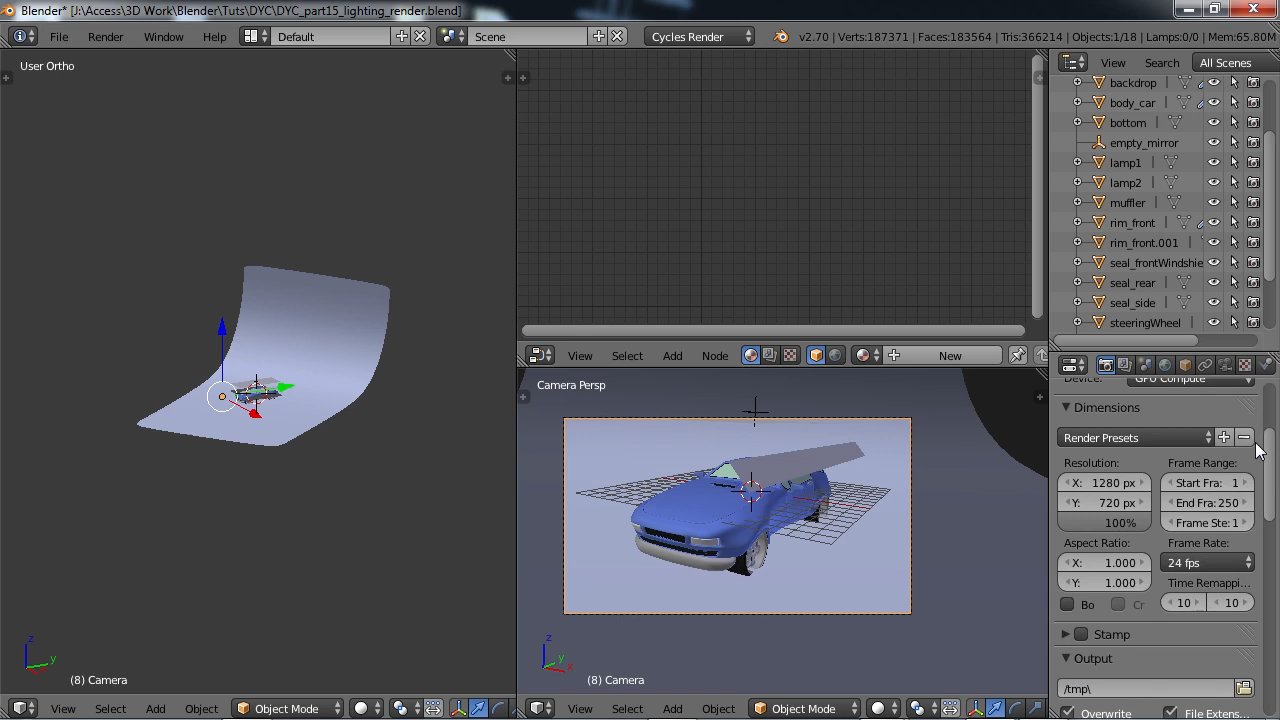 Blender* [J:\Access\3D Work\Blender\Tuts\DYC\DYC_part15_lighting_render.blend]
File Render Window Help Default Scene Cycles Render v2.70 | Verts:187371 | Faces:183564 | Tris:366214 | Objects:1/18 | Lamps:0/0 | Mem:65.80M
User Ortho
View Search All Scenes
backdrop
body_car
bottom
empty_mirror
lamp1
lamp2
muffler
rim_front
rim_front.001
seal_frontWindshie
seal_rear
seal_side
steeringWheel
View Select Add Node New
Camera Persp
Device: GPU Compute
Dimensions
Render Presets
Resolution: Frame Range:
X: 1280 px Start Fra: 1
Y: 720 px End Fra: 250
100% Frame Ste: 1
Aspect Ratio: Frame Rate:
X: 1.000 24 fps
Y: 1.000 Time Remappi...
Bo Cr 10 10
Stamp
Output
/tmp\
Overwrite File Exten...
z
y
(8) Camera
z
y
x
(8) Camera
View Select Add Object Object Mode
View Select Add Object Object Mode